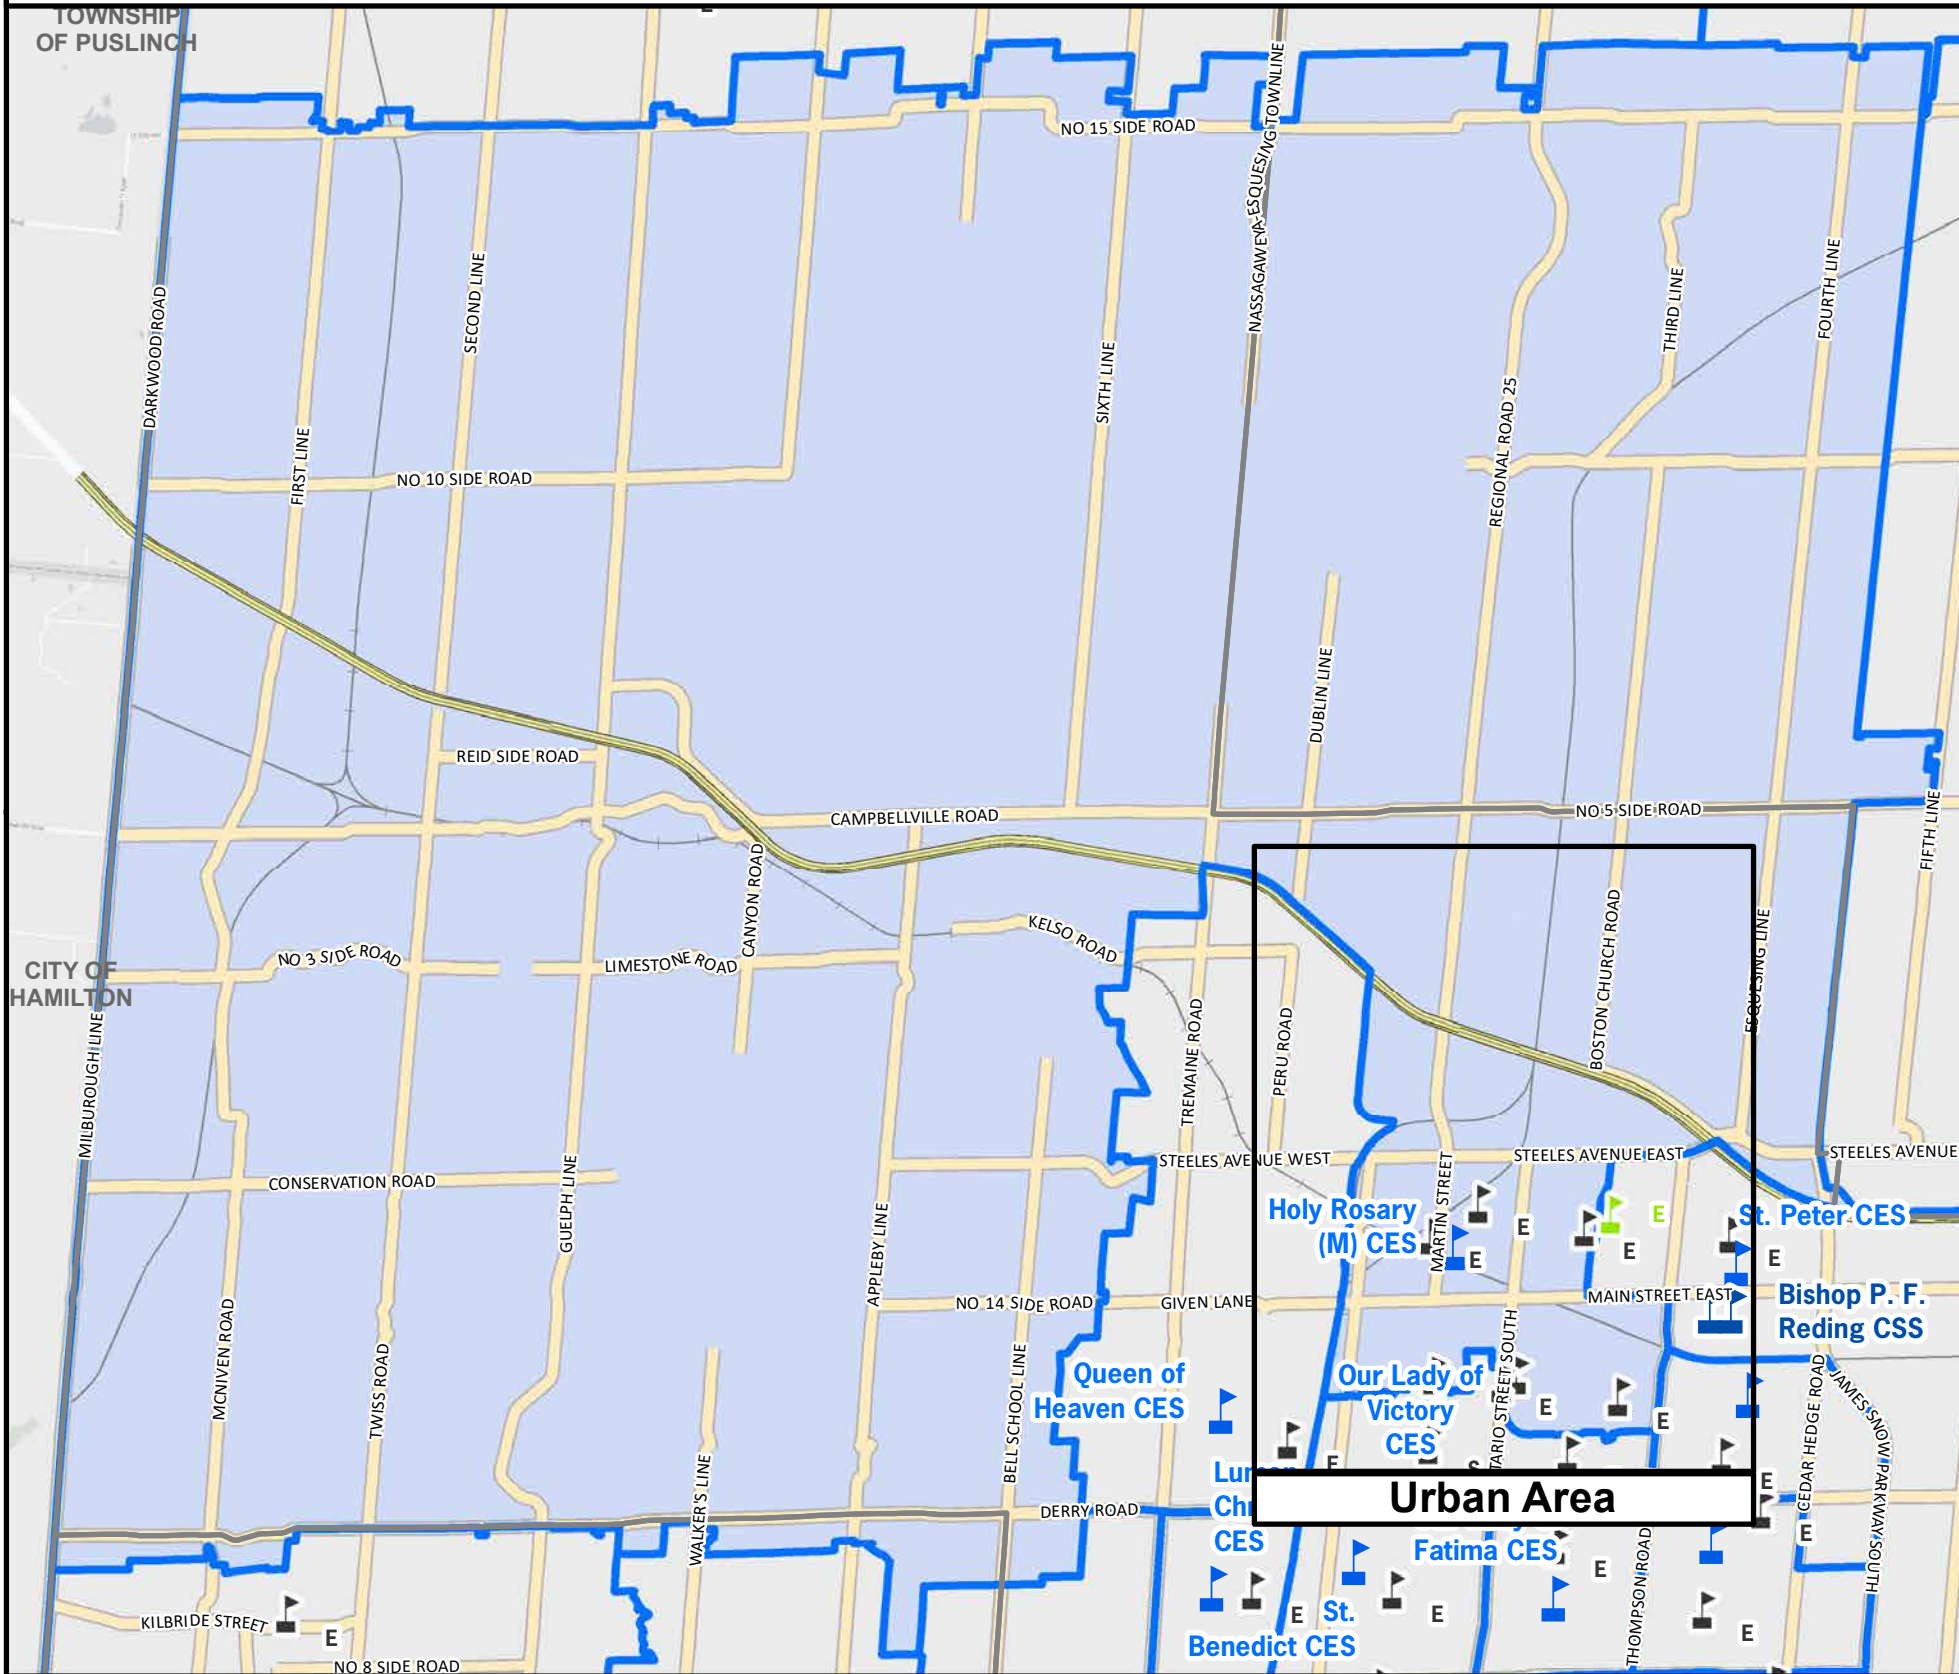 TOWNSHIP
OF PUSLINCH
NO 15 SIDE ROAD
NASSAGAWEYA-ESQUESING TOWNLINE
DARKWOOD ROAD
SECOND LINE
THIRD LINE
FOURTH LINE
SIXTH LINE
FIRST LINE
REGIONAL ROAD 25
NO 10 SIDE ROAD
DUBLIN LINE
REID SIDE ROAD
CAMPBELLVILLE ROAD
NO 5 SIDE ROAD
FIFTH LINE
CANYON ROAD
KELSO ROAD
BOSTON CHURCH ROAD
ESQUESING LINE
NO 3 SIDE ROAD
LIMESTONE ROAD
CITY OF
HAMILTON
MILBOROUGH LINE
TREMAINE ROAD
PERU ROAD
STEELES AVENUE WEST
STEELES AVENUE EAST
STEELES AVENUE
CONSERVATION ROAD
GUELPH LINE
APPLEBY LINE
MARTIN STREET
Holy Rosary
(M) CES
E
E
E
E
St. Peter CES
E
NO 14 SIDE ROAD
GIVEN LANE
MAIN STREET EAST
Bishop P. F.
Reding CSS
MCNIVEN ROAD
TWISS ROAD
BELL SCHOOL LINE
Queen of
Heaven CES
Our Lady of
Victory
CES
TARIO STREET SOUTH
E
E
CEDAR HEDGE ROAD
JAMES SNOW PARKWAY SOUTH
WALKER'S LINE
DERRY ROAD
CES
Urban Area
E
E
Fatima CES
E
THOMPSON ROAD
KILBRIDE STREET
E
E
St.
Benedict CES
E
E
NO 8 SIDE ROAD